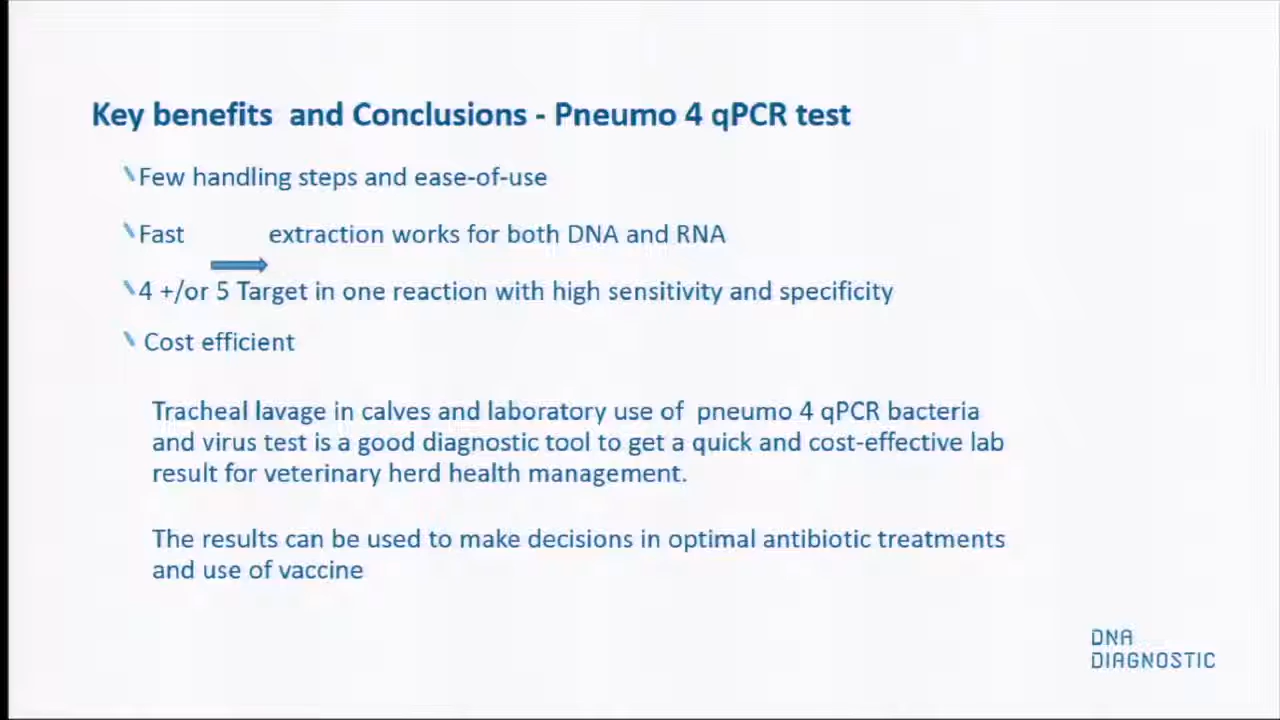 Key benefits and Conclusions - Pneumo 4 qPCR test
Few handling steps and ease-of-use
Fast extraction works for both DNA and RNA
4 +/or 5 Target in one reaction with high sensitivity and specificity
Cost efficient
Tracheal lavage in calves and laboratory use of pneumo 4 qPCR bacteria
and virus test is a good diagnostic tool to get a quick and cost-effective lab
result for veterinary herd health management.
The results can be used to make decisions in optimal antibiotic treatments
and use of vaccine
DNA
DIAGNOSTIC